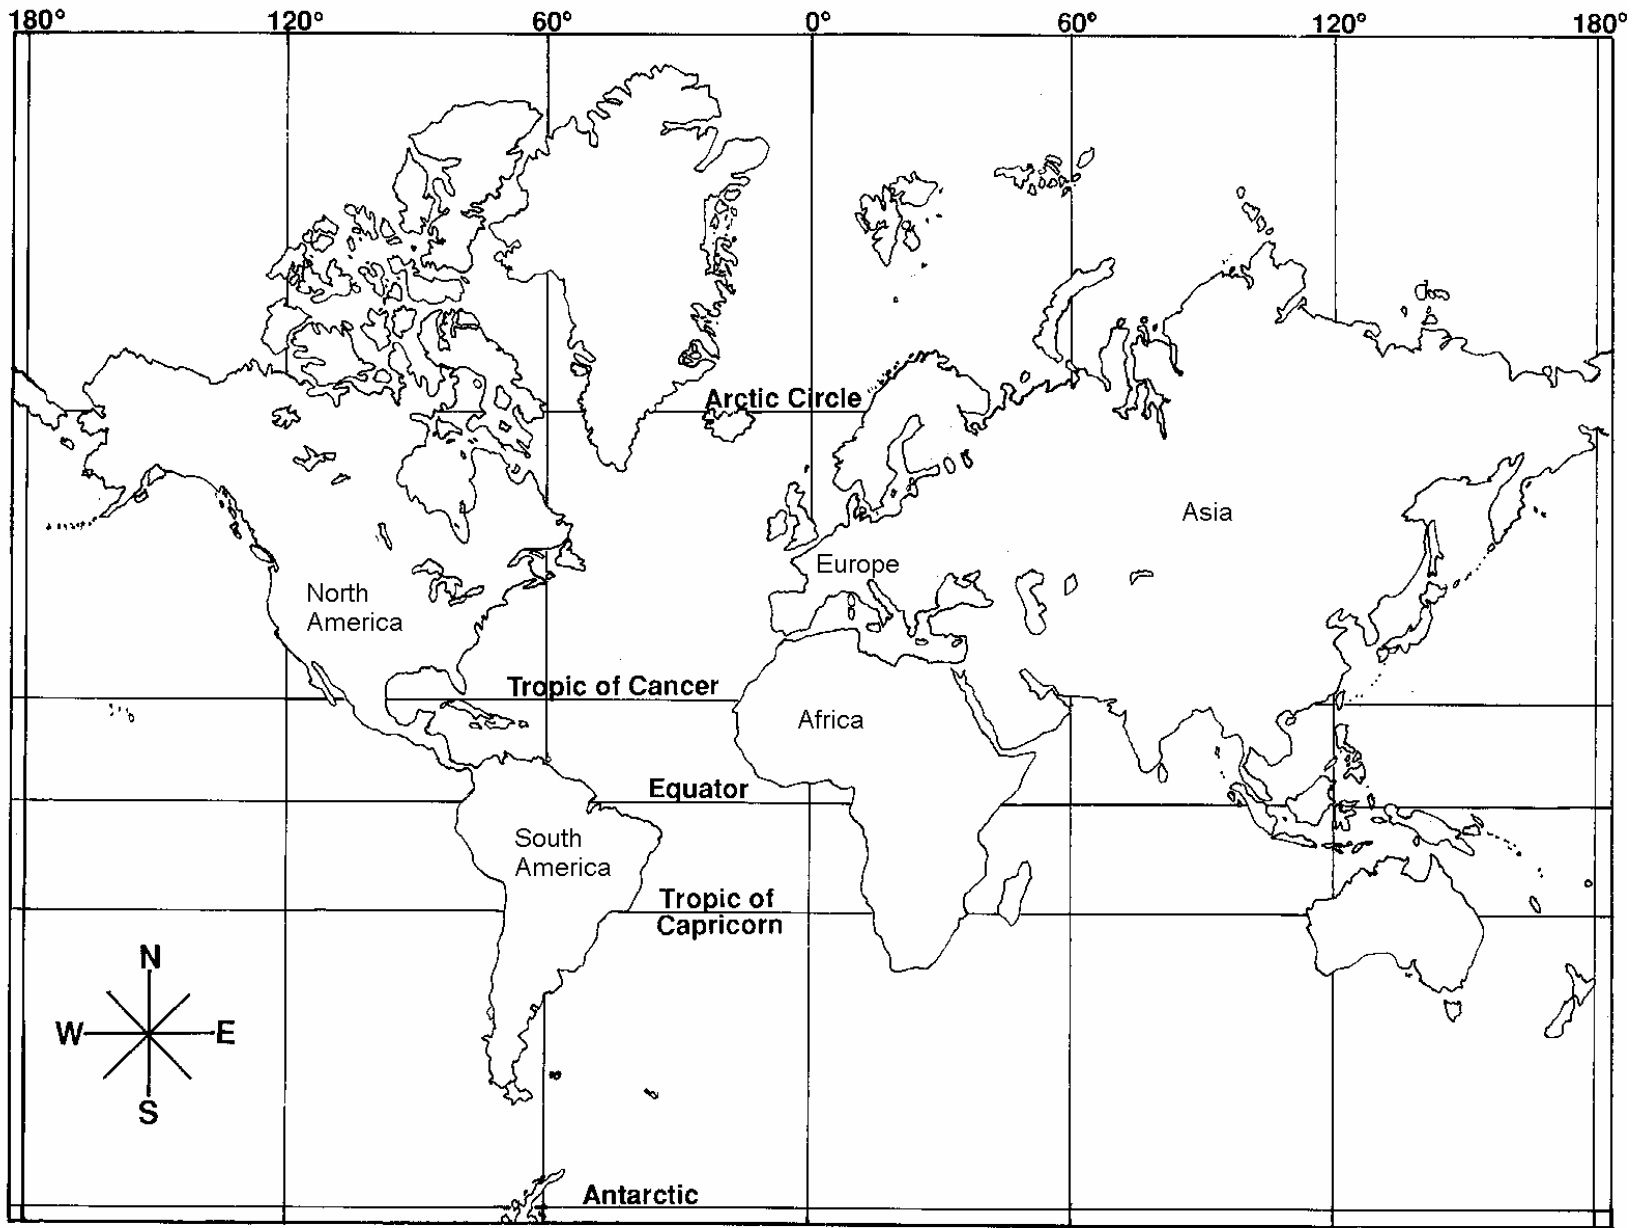 180° 120° 60° 0° 60° 120° 180°
Arctic Circle
Asia
Europe
North
America
Tropic of Cancer
Africa
Equator
South
America
Tropic of
Capricorn
N
W E
S
Antarctic